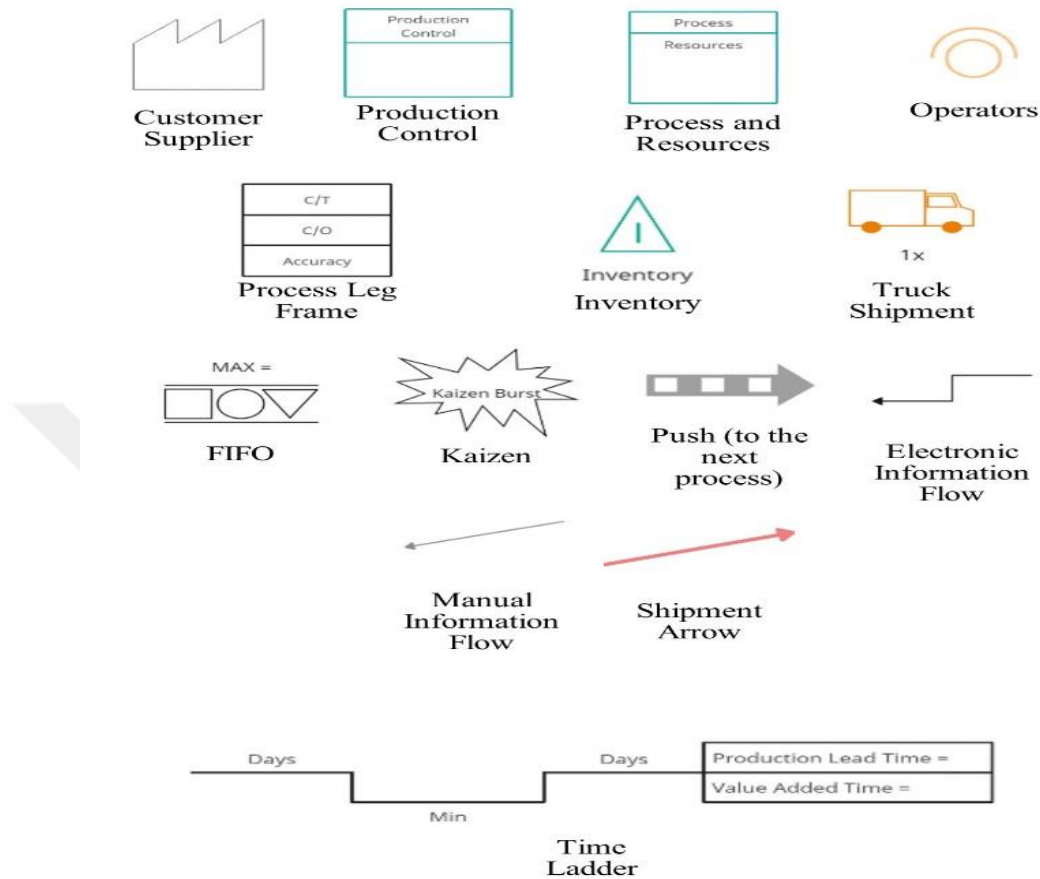 Production
Control
Process
Resources
Customer
Supplier
Production
Control
Process and
Resources
Operators
C/T
C/O
Accuracy
Process Leg
Frame
I
Inventory
Inventory
1x
Truck
Shipment
MAX =
FIFO
Kaizen Burst
Kaizen
Push (to the
next
process)
Electronic
Information
Flow
Manual
Information
Flow
Shipment
Arrow
Days
Min
Days
Production Lead Time =
Value Added Time =
Time
Ladder